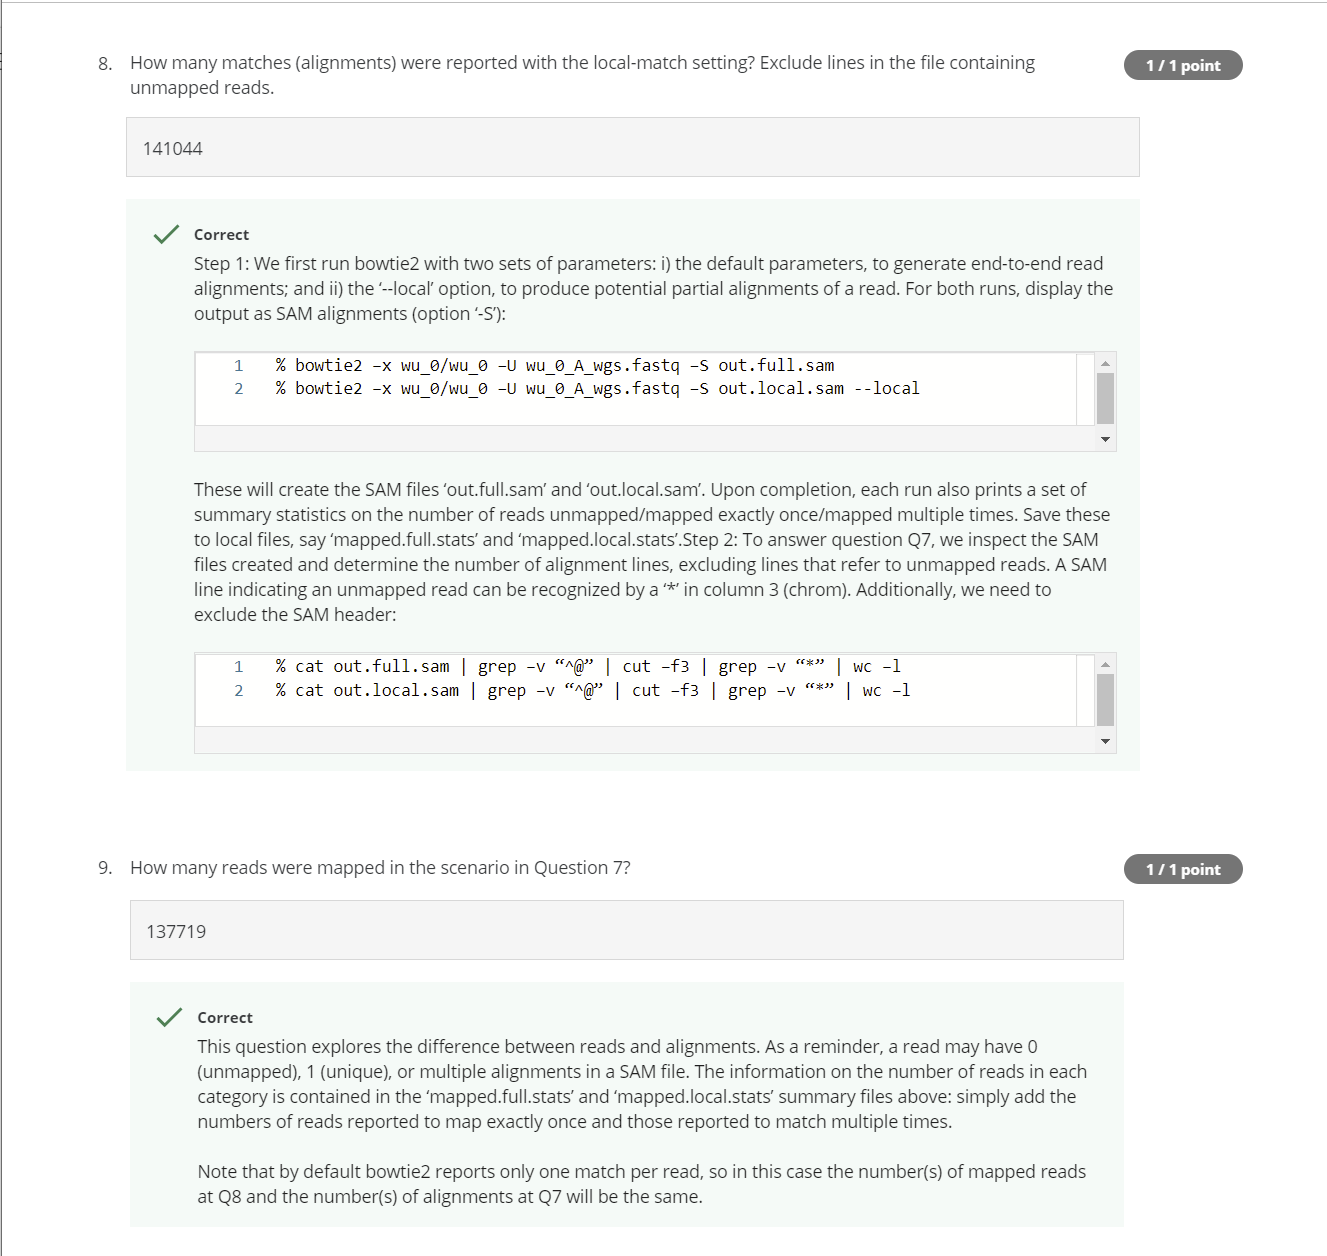 8. How many matches (alignments) were reported with the local-match setting? Exclude lines in the file containing
unmapped reads.
1 / 1 point
141044
Correct
Step 1: We first run bowtie2 with two sets of parameters: i) the default parameters, to generate end-to-end read
alignments; and ii) the ‘--local’ option, to produce potential partial alignments of a read. For both runs, display the
output as SAM alignments (option ‘-S’):
1 % bowtie2 –x wu_0/wu_0 –U wu_0_A_wgs.fastq –S out.full.sam
2 % bowtie2 –x wu_0/wu_0 –U wu_0_A_wgs.fastq –S out.local.sam --local
These will create the SAM files ‘out.full.sam’ and ‘out.local.sam’. Upon completion, each run also prints a set of
summary statistics on the number of reads unmapped/mapped exactly once/mapped multiple times. Save these
to local files, say ‘mapped.full.stats’ and ‘mapped.local.stats’.Step 2: To answer question Q7, we inspect the SAM
files created and determine the number of alignment lines, excluding lines that refer to unmapped reads. A SAM
line indicating an unmapped read can be recognized by a ‘*’ in column 3 (chrom). Additionally, we need to
exclude the SAM header:
1 % cat out.full.sam | grep –v “^@” | cut –f3 | grep –v “*” | wc –l
2 % cat out.local.sam | grep –v “^@” | cut –f3 | grep –v “*” | wc –l
9. How many reads were mapped in the scenario in Question 7?
1 / 1 point
137719
Correct
This question explores the difference between reads and alignments. As a reminder, a read may have 0
(unmapped), 1 (unique), or multiple alignments in a SAM file. The information on the number of reads in each
category is contained in the ‘mapped.full.stats’ and ‘mapped.local.stats’ summary files above: simply add the
numbers of reads reported to map exactly once and those reported to match multiple times.
Note that by default bowtie2 reports only one match per read, so in this case the number(s) of mapped reads
at Q8 and the number(s) of alignments at Q7 will be the same.